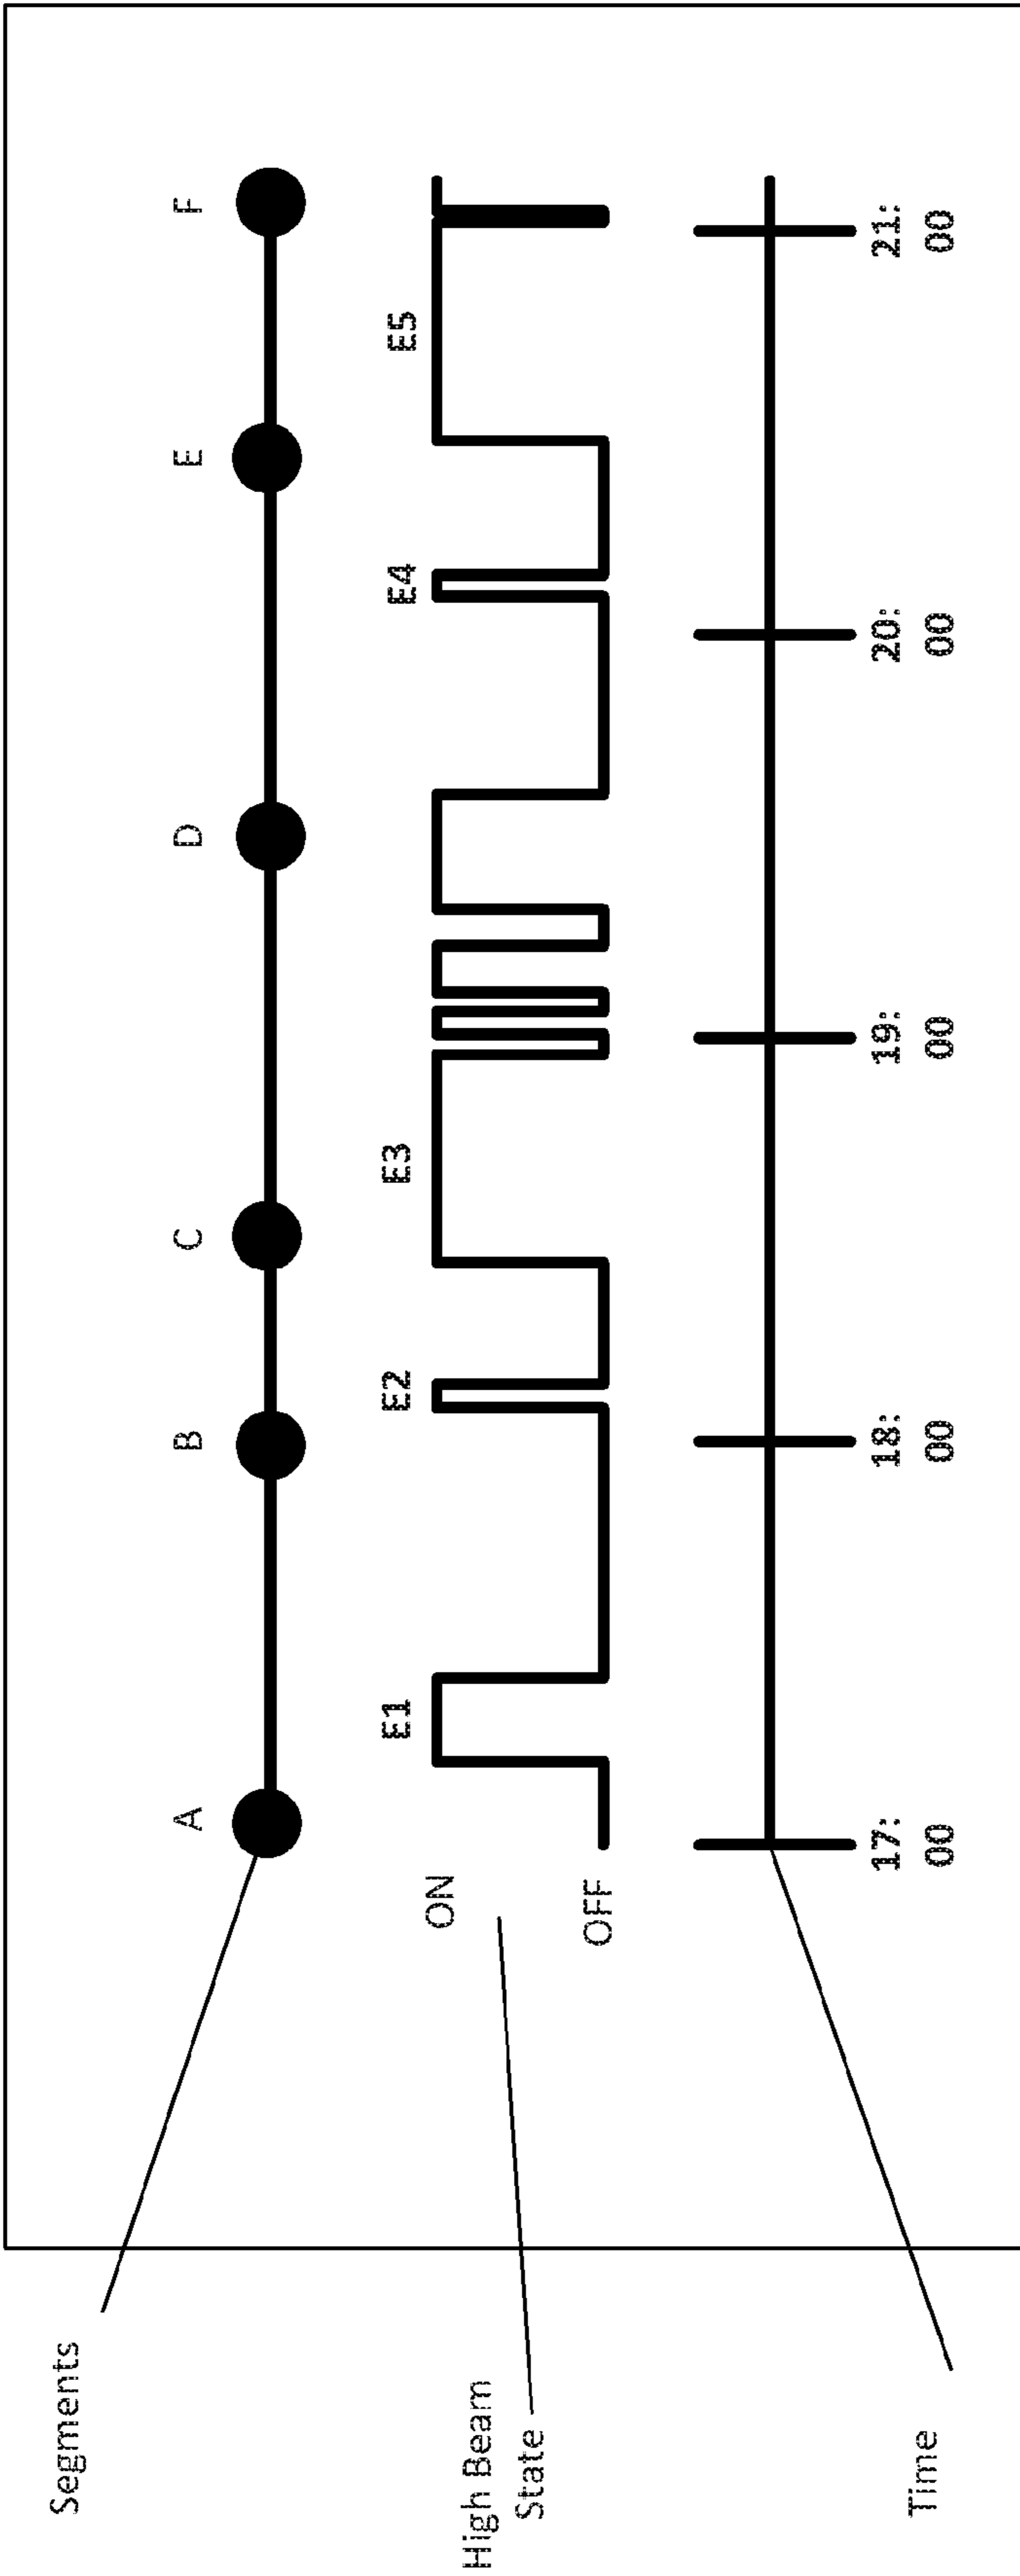 Segments
A
B
C
D
E
F
High Beam
State
ON
OFF
E1
E2
E3
E4
E5
Time
17:
00
18:
00
19:
00
20:
00
21:
00